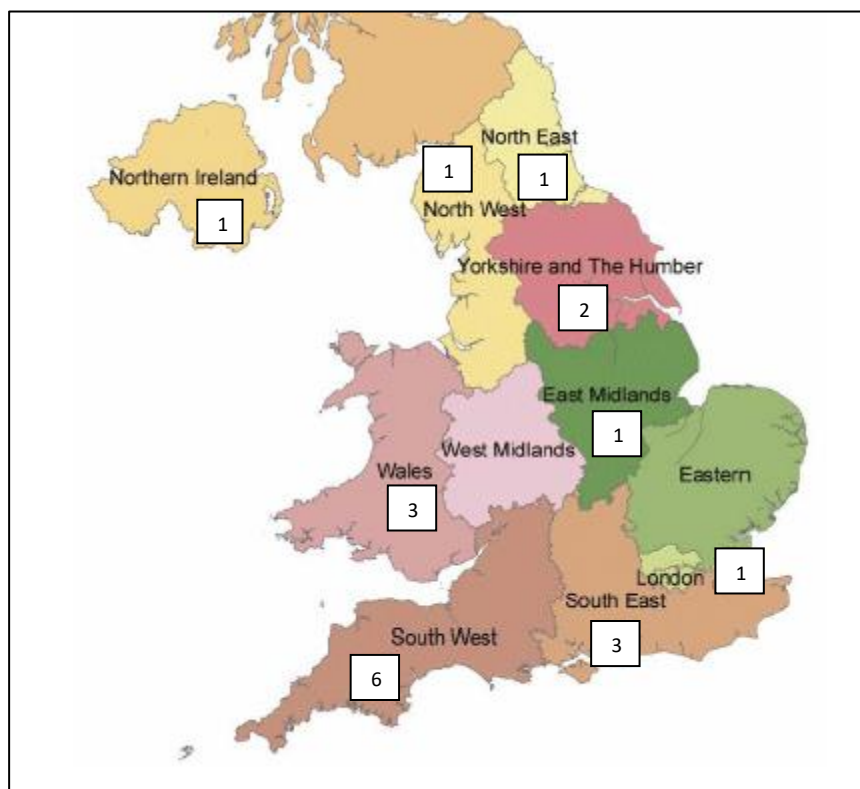 North East
1
1
Northern Ireland
1
North West
Yorkshire and The Humber
2
East Midlands
1
West Midlands
Wales
3
Eastern
London
1
South East
3
South West
6